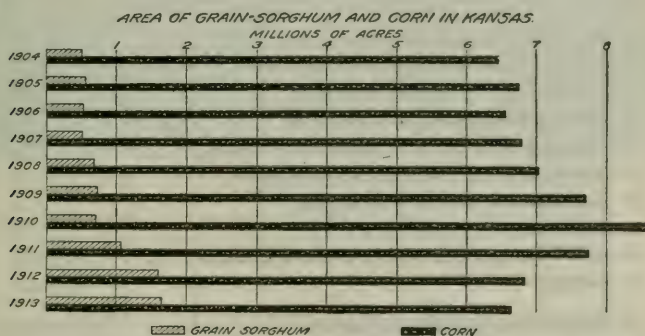 AREA OF GRAIN-SORGHUM AND CORN IN KANSAS.
MILLIONS OF ACRES
1 2 3 4 5 6 7 8
1904
1905
1906
1907
1908
1909
1910
1911
1912
1913
GRAIN SORGHUM CORN